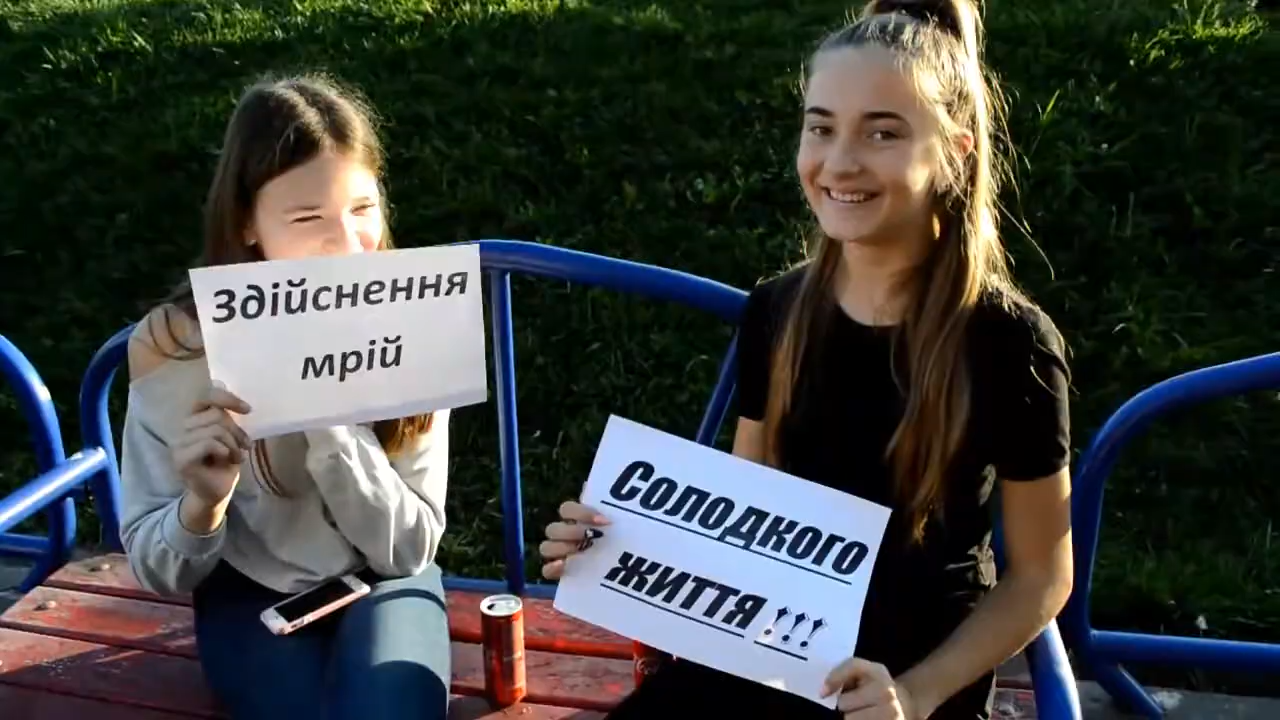 Здійснення
мрій
Солодкого
життя !!!